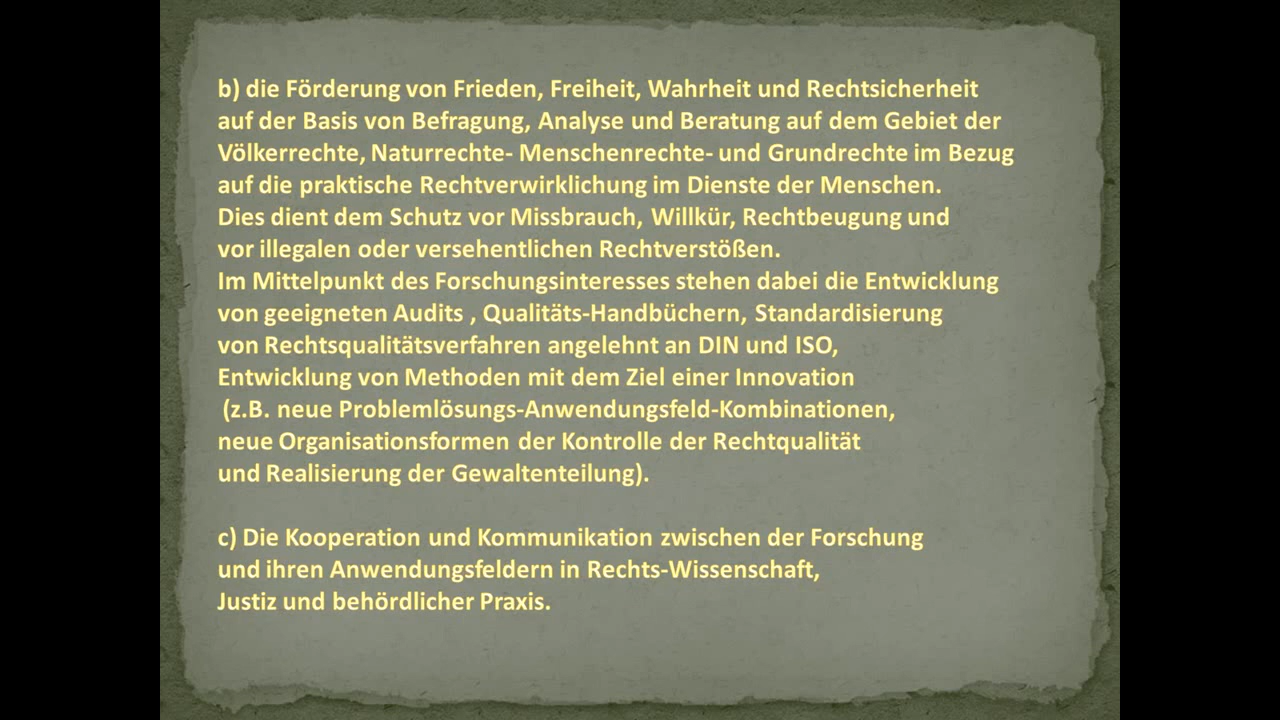 b) die Förderung von Frieden, Freiheit, Wahrheit und Rechtsicherheit
auf der Basis von Befragung, Analyse und Beratung auf dem Gebiet der
Völkerrechte, Naturrechte- Menschenrechte- und Grundrechte im Bezug
auf die praktische Rechtverwirklichung im Dienste der Menschen.
Dies dient dem Schutz vor Missbrauch, Willkür, Rechtbeugung und
vor illegalen oder versehentlichen Rechtverstößen.
Im Mittelpunkt des Forschungsinteresses stehen dabei die Entwicklung
von geeigneten Audits , Qualitäts-Handbüchern, Standardisierung
von Rechtsqualitätsverfahren angelehnt an DIN und ISO,
Entwicklung von Methoden mit dem Ziel einer Innovation
(z.B. neue Problemlösungs-Anwendungsfeld-Kombinationen,
neue Organisationsformen der Kontrolle der Rechtqualität
und Realisierung der Gewaltenteilung).
c) Die Kooperation und Kommunikation zwischen der Forschung
und ihren Anwendungsfeldern in Rechts-Wissenschaft,
Justiz und behördlicher Praxis.